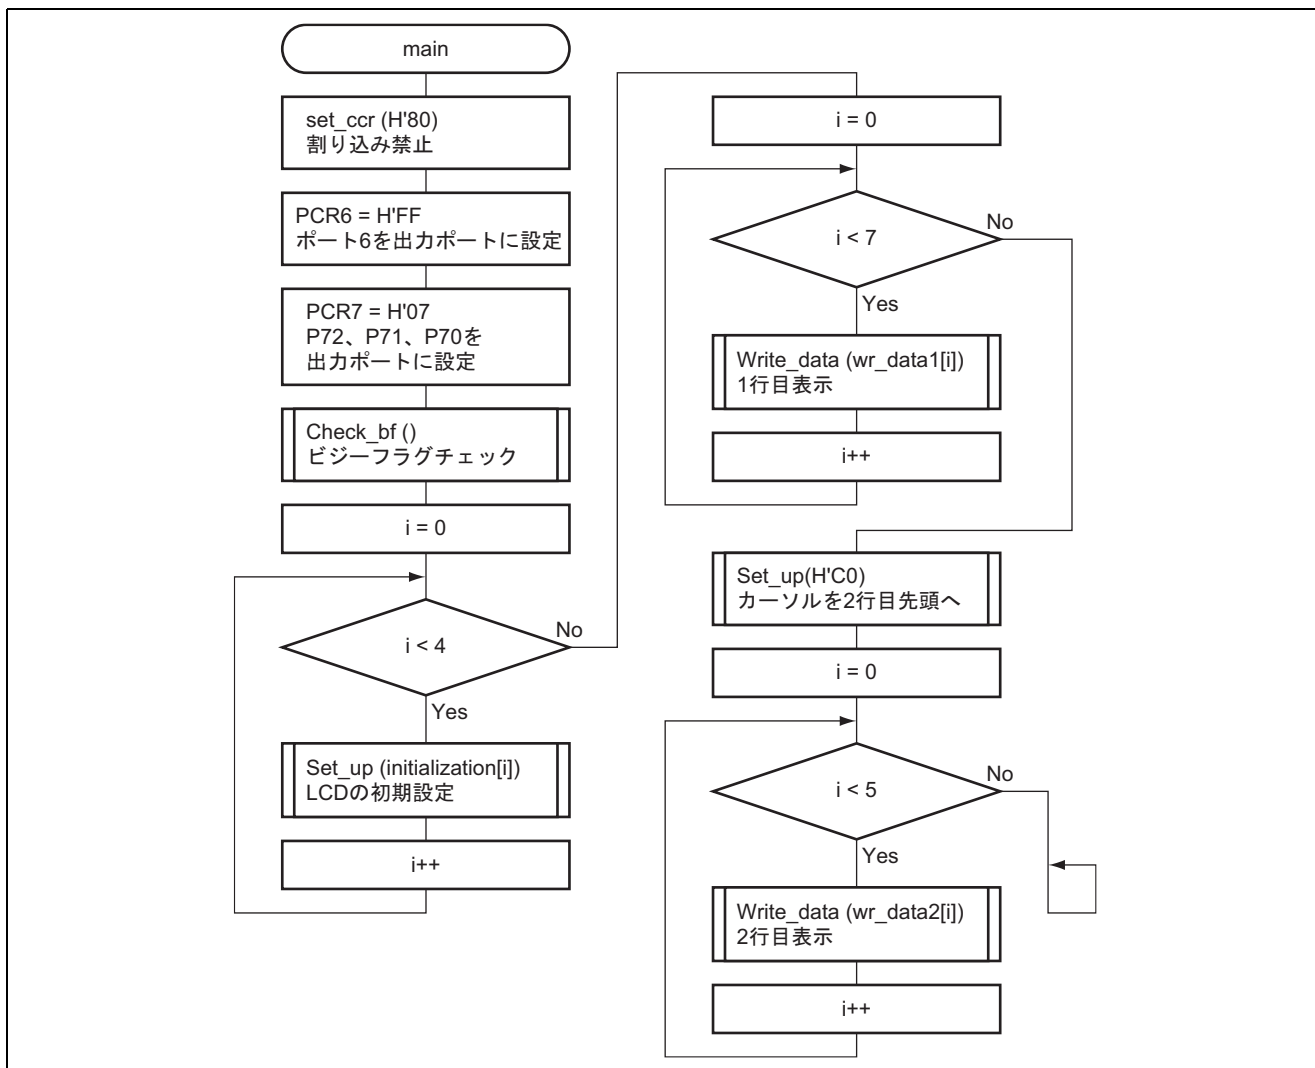 main
set_ccr (H'80)
割り込み禁止
PCR6 = H'FF
ポート6を出力ポートに設定
PCR7 = H'07
P72、P71、P70を
出力ポートに設定
Check_bf ()
ビジーフラグチェック
i = 0
i < 4
No
Yes
Set_up (initialization[i])
LCDの初期設定
i++
i = 0
i < 7
No
Yes
Write_data (wr_data1[i])
1行目表示
i++
Set_up(H'C0)
カーソルを2行目先頭へ
i = 0
i < 5
No
Yes
Write_data (wr_data2[i])
2行目表示
i++